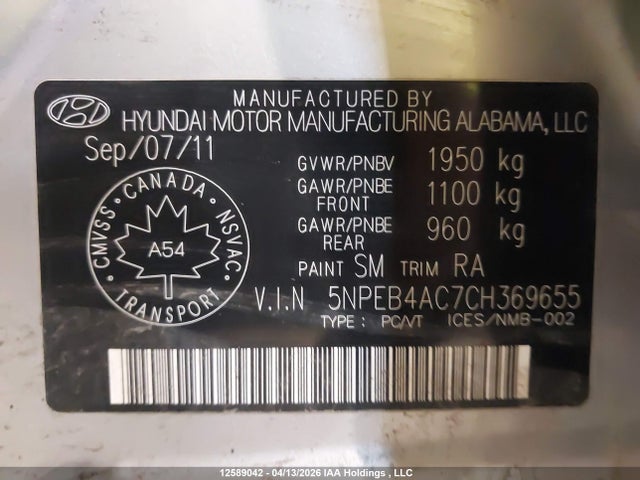 MANUFACTURED BY
HYUNDAI MOTOR MANUFACTURING ALABAMA, LLC
Sep/07/11
GVWR/PNBV 1950 kg
GAWR/PNBE FRONT 1100 kg
GAWR/PNBE REAR 960 kg
CANADA
CMVSS NSVAC
A54
TRANSPORT
PAINT SM TRIM RA
V.I.N 5NPEB4AC7CH369655
TYPE : PC/VT ICES/NMB-002
12589042 - 04/13/2026 IAA Holdings , LLC